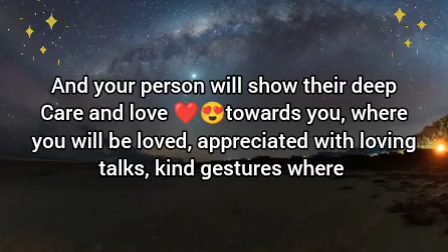 And your person will show their deep
Care and love ❤️😍towards you, where
you will be loved, appreciated with loving
talks, kind gestures where